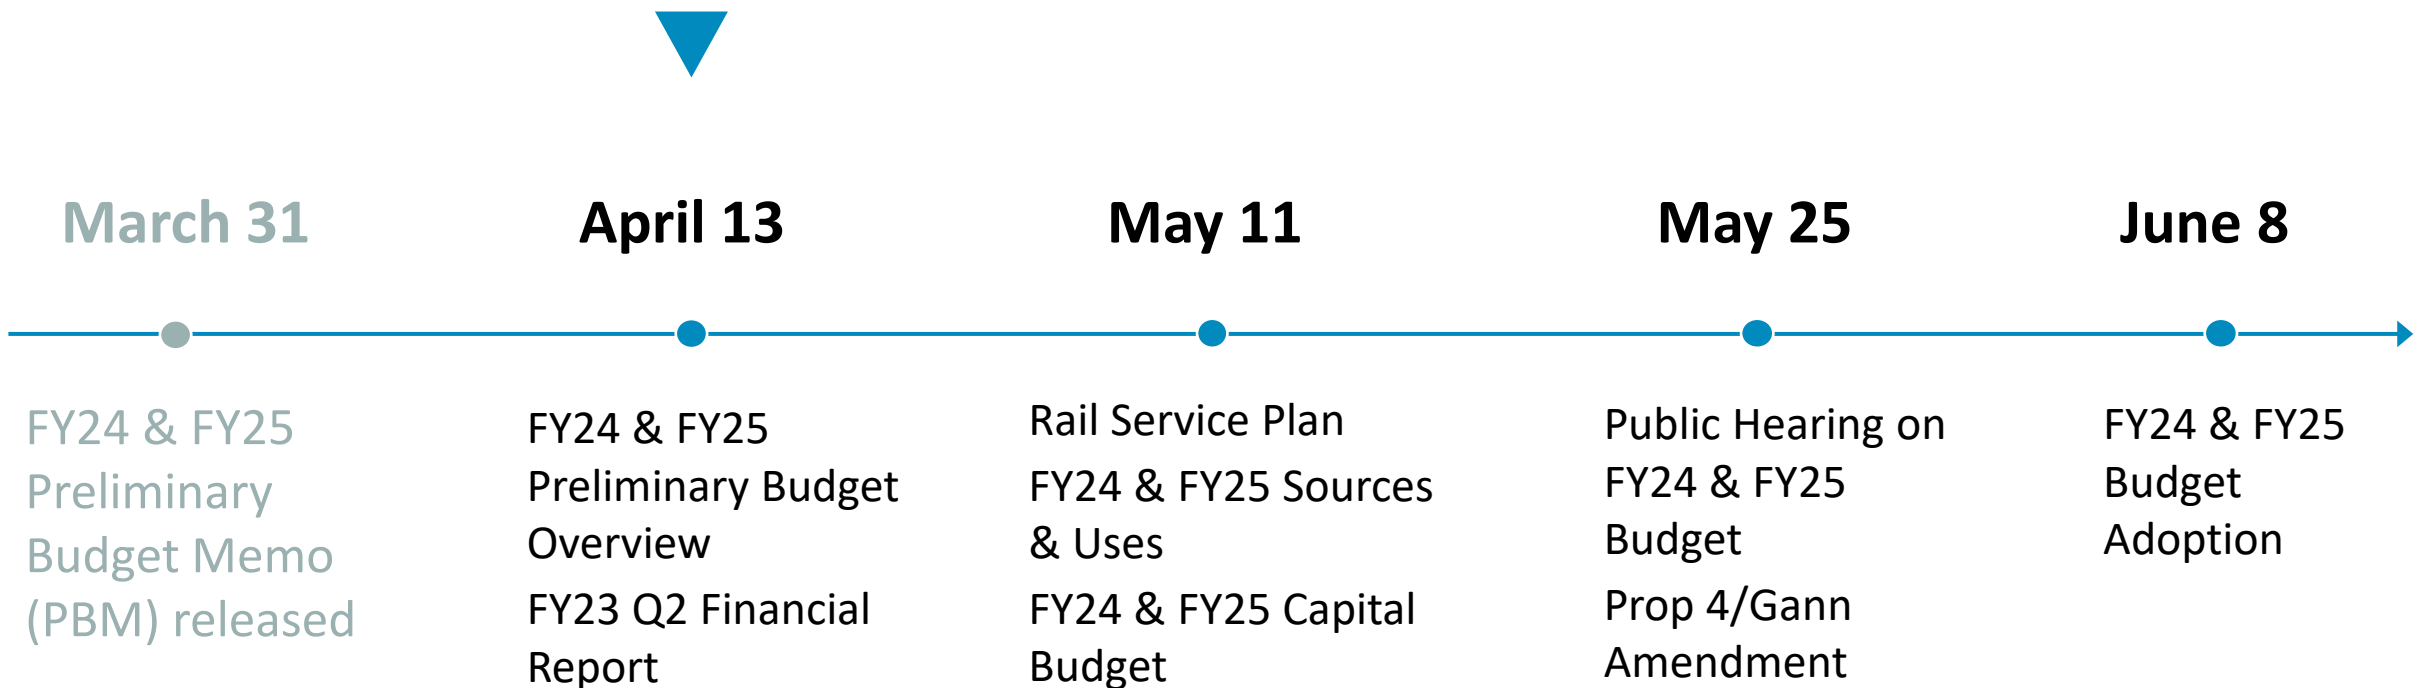 March 31
FY24 & FY25
Preliminary
Budget Memo
(PBM) released
April 13
FY24 & FY25
Preliminary Budget
Overview
FY23 Q2 Financial
Report
May 11
Rail Service Plan
FY24 & FY25 Sources
& Uses
FY24 & FY25 Capital
Budget
May 25
Public Hearing on
FY24 & FY25
Budget
Prop 4/Gann
Amendment
June 8
FY24 & FY25
Budget
Adoption